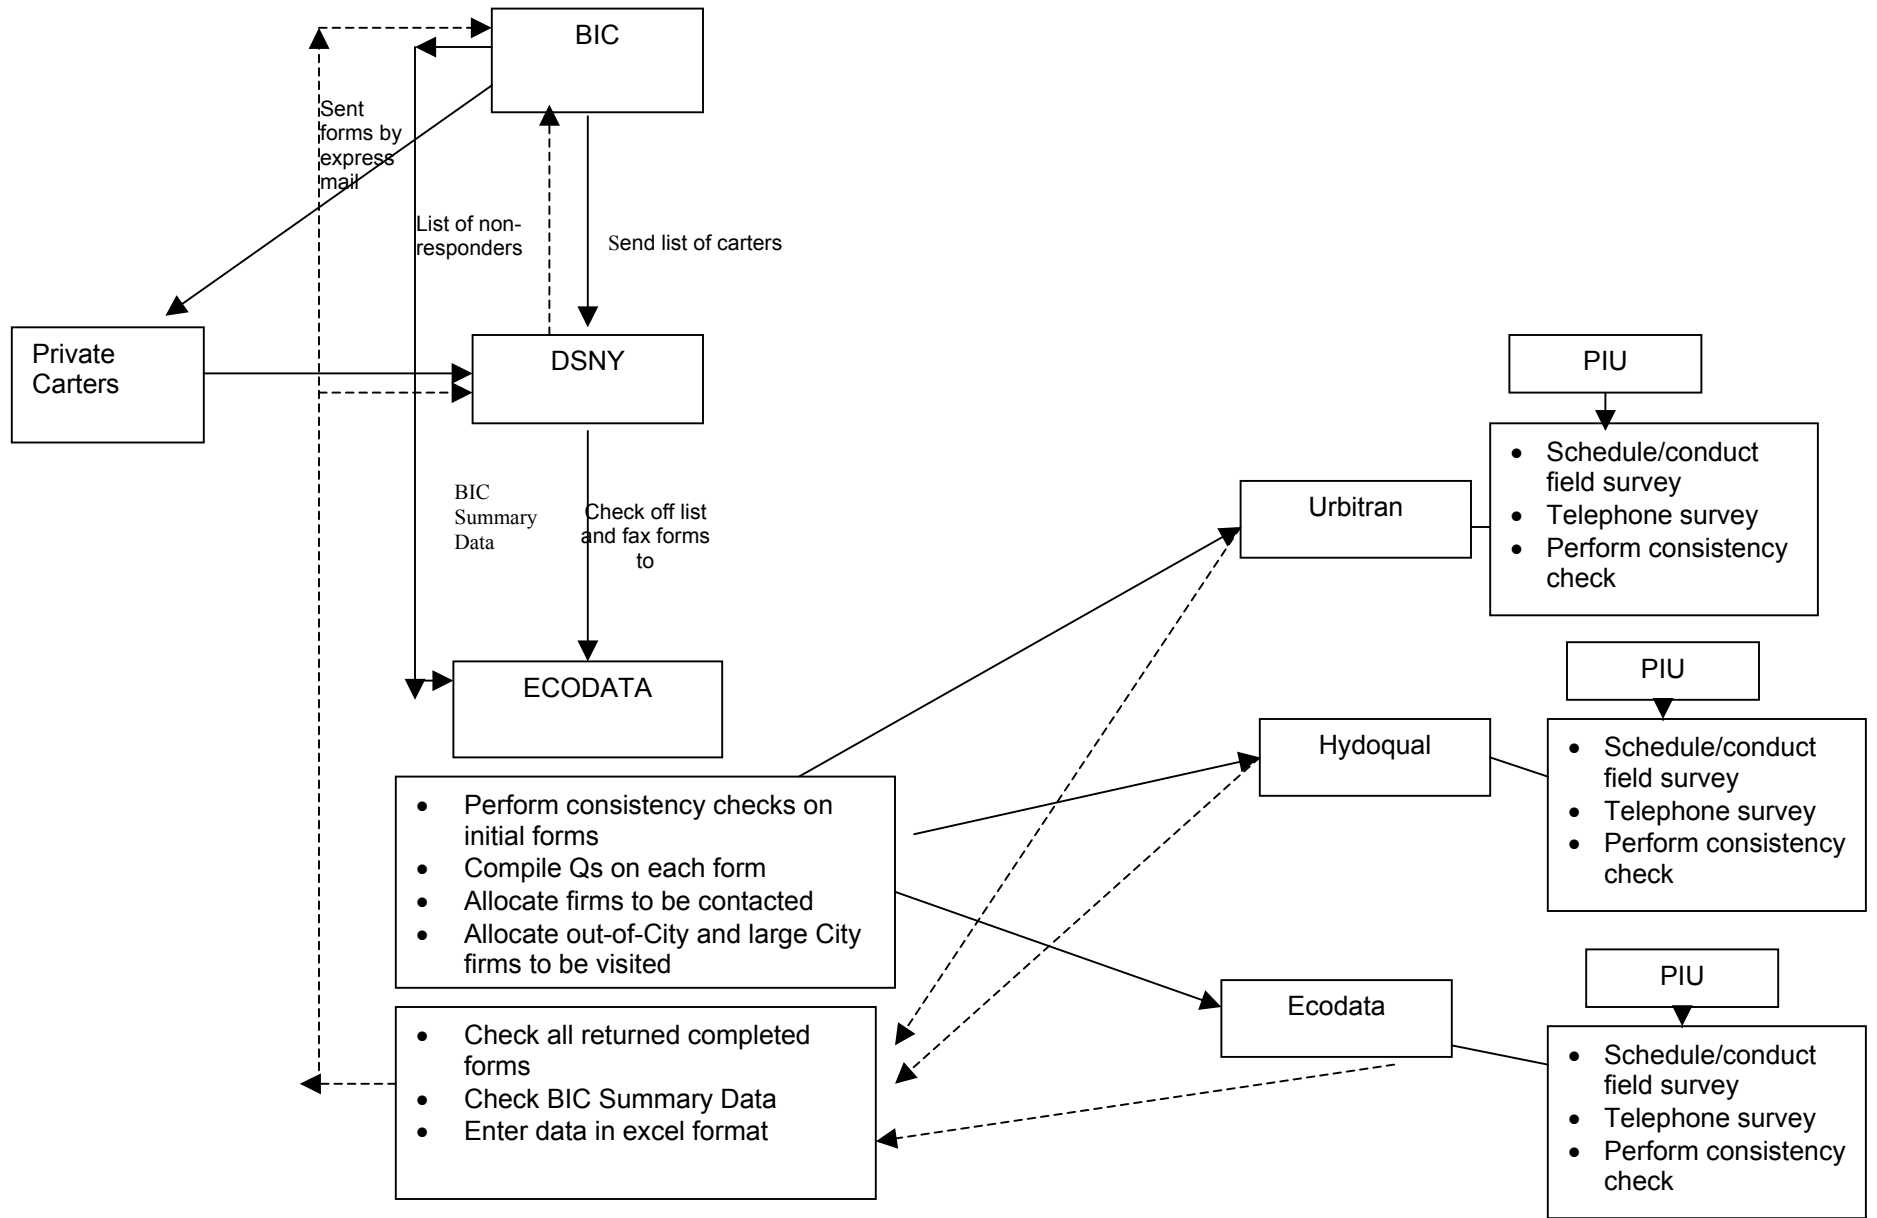 BIC
Sent
forms by
express
mail
List of non-
responders
Send list of carters
Private
Carters
DSNY
PIU
• Schedule/conduct
field survey
• Telephone survey
• Perform consistency
check
Urbitran
BIC
Summary
Data
Check off list
and fax forms
to
ECODATA
PIU
Hydoqual
• Schedule/conduct
field survey
• Telephone survey
• Perform consistency
check
• Perform consistency checks on
initial forms
• Compile Qs on each form
• Allocate firms to be contacted
• Allocate out-of-City and large City
firms to be visited
PIU
Ecodata
• Schedule/conduct
field survey
• Telephone survey
• Perform consistency
check
• Check all returned completed
forms
• Check BIC Summary Data
• Enter data in excel format